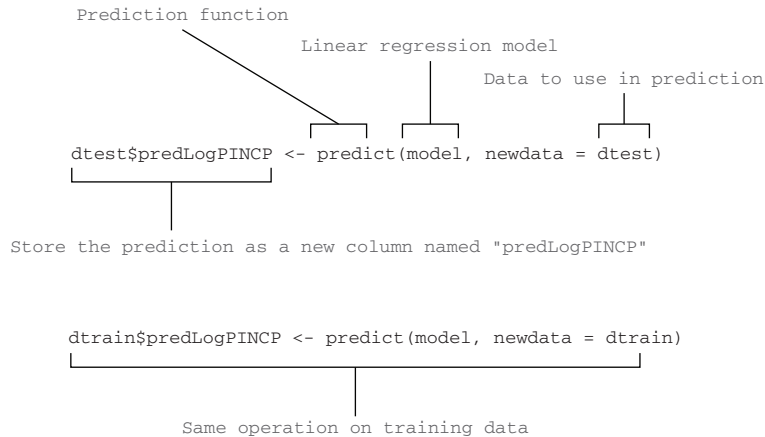 Prediction function
Linear regression model
Data to use in prediction
dtest$predLogPINCP <- predict(model, newdata = dtest)
Store the prediction as a new column named "predLogPINCP"
dtrain$predLogPINCP <- predict(model, newdata = dtrain)
Same operation on training data